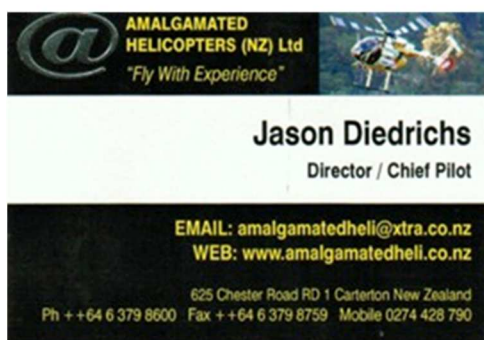 @
AMALGAMATED
HELICOPTERS (NZ) Ltd
"Fly With Experience"
Jason Diedrichs
Director / Chief Pilot
EMAIL: amalgamatedheli@xtra.co.nz
WEB: www.amalgamatedheli.co.nz
625 Chester Road RD 1 Carterton New Zealand
Ph ++64 6 379 8600 Fax ++64 6 379 8759 Mobile 0274 428 790